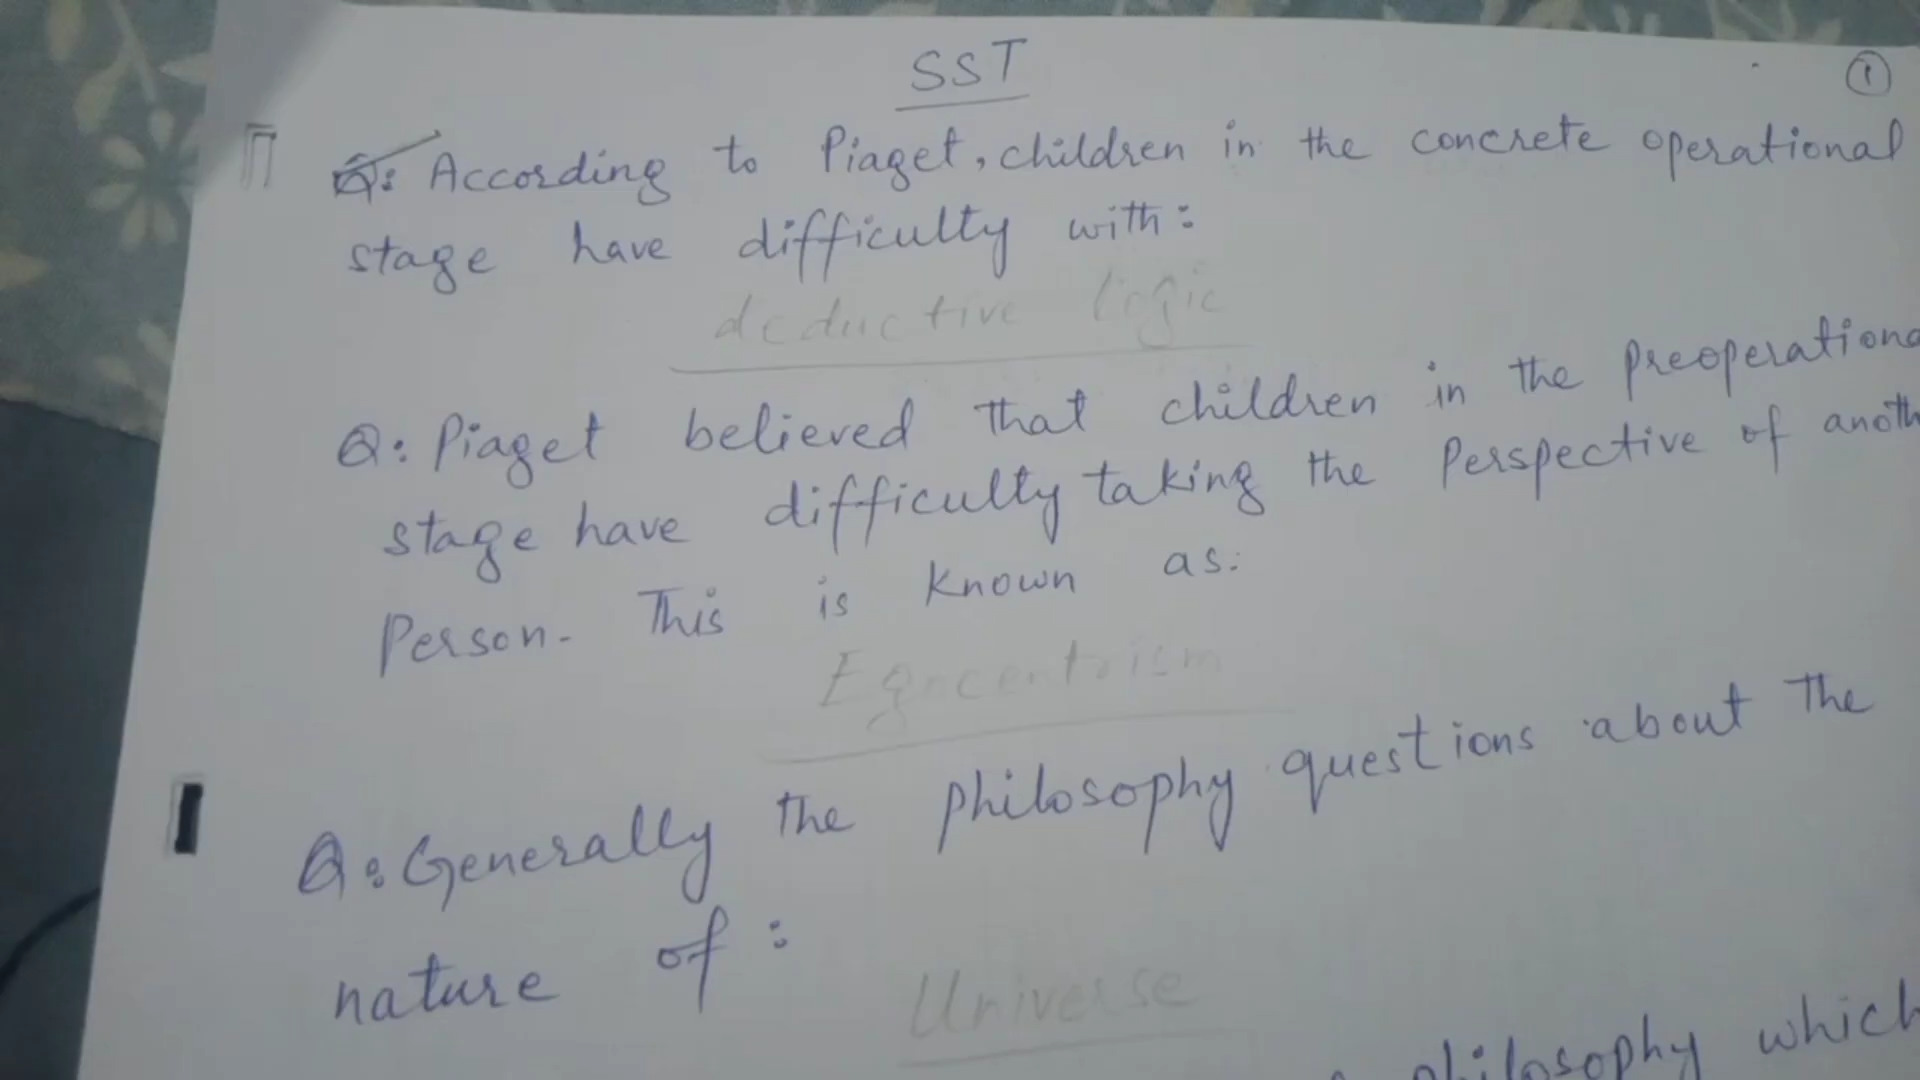 SST
1
Q: According to Piaget, children in the concrete operational
stage have difficulty with:
deductive logic
Q: Piaget believed that children in the preoperationa
stage have difficulty taking the Perspective of anoth
Person. This is known as:
Egocentrism
Q: Generally the philosophy questions about the
nature of:
Universe
philosophy which